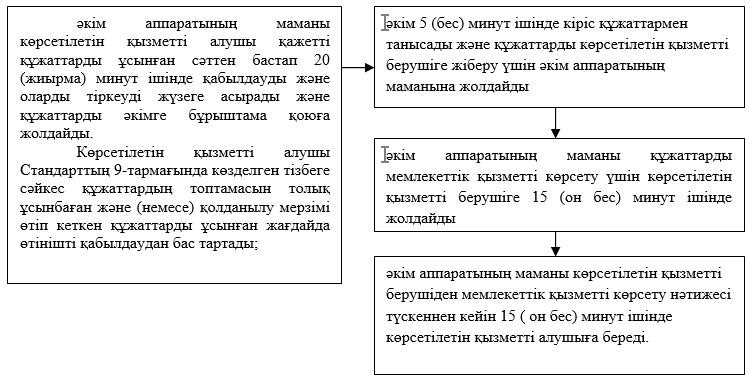 әкім аппаратының маманы
көрсетілетін қызметті алушы қажетті
құжаттарды ұсынған сәттен бастап 20
(жиырма) минут ішінде қабылдауды және
оларды тіркеуді жүзеге асырады және
құжаттарды әкімге бұрыштама қоюға
жолдайды.
Көрсетілетін қызметті алушы
Стандарттың 9-тармағында көзделген тізбеге
сәйкес құжаттардың топтамасын толық
ұсынбаған және (немесе) қолданылу мерзімі
өтіп кеткен құжаттарды ұсынған жағдайда
өтінішті қабылдаудан бас тартады;
әкім 5 (бес) минут ішінде кіріс құжаттармен
танысады және құжаттарды көрсетілетін қызметті
берушіге жіберу үшін әкім аппаратының
маманына жолдайды
әкім аппаратының маманы құжаттарды
мемлекеттік қызметті көрсету үшін көрсетілетін
қызметті берушіге 15 (он бес) минут ішінде
жолдайды
әкім аппаратының маманы көрсетілетін қызметті
берушіден мемлекеттік қызметті көрсету нәтижесі
түскеннен кейін 15 ( он бес) минут ішінде
көрсетілетін қызметті алушыға береді.